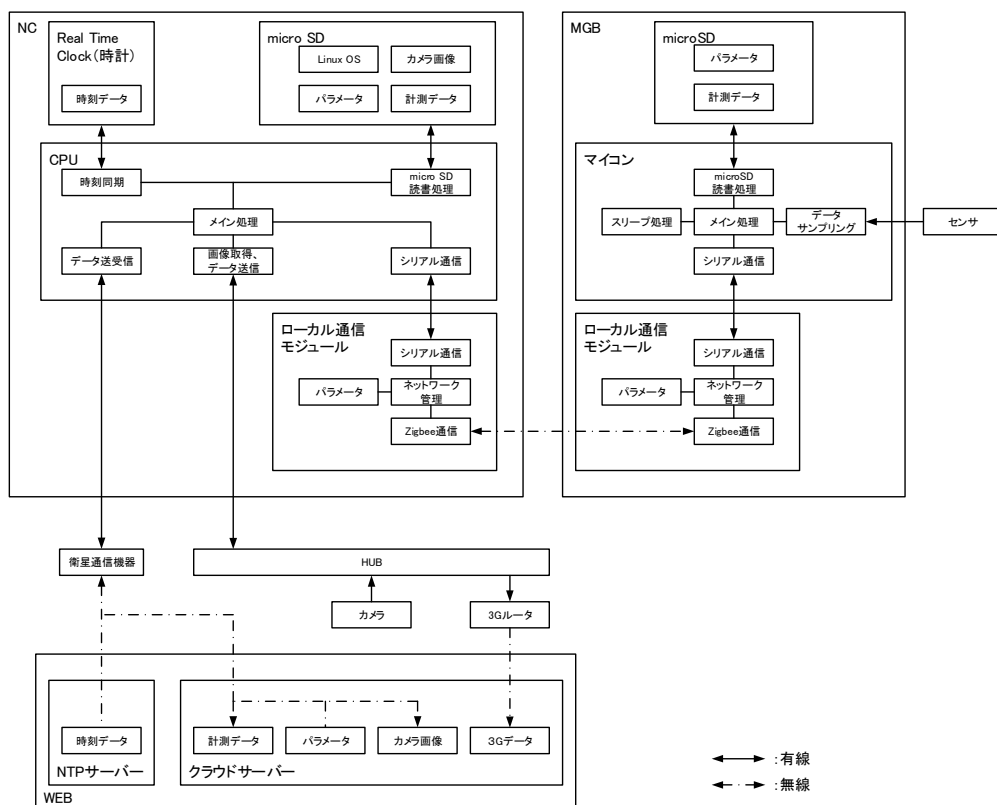 NC
Real Time
Clock(時計)
時刻データ
micro SD
Linux OS
カメラ画像
パラメータ
計測データ
CPU
時刻同期
micro SD
読書処理
メイン処理
データ送受信
画像取得、
データ送信
シリアル通信
ローカル通信
モジュール
シリアル通信
パラメータ
ネットワーク
管理
Zigbee通信
MGB
microSD
パラメータ
計測データ
マイコン
microSD
読書処理
スリープ処理
メイン処理
データ
サンプリング
センサ
シリアル通信
ローカル通信
モジュール
シリアル通信
パラメータ
ネットワーク
管理
Zigbee通信
衛星通信機器
HUB
カメラ
3Gルータ
時刻データ
NTPサーバー
計測データ
パラメータ
カメラ画像
3Gデータ
クラウドサーバー
WEB
:有線
:無線